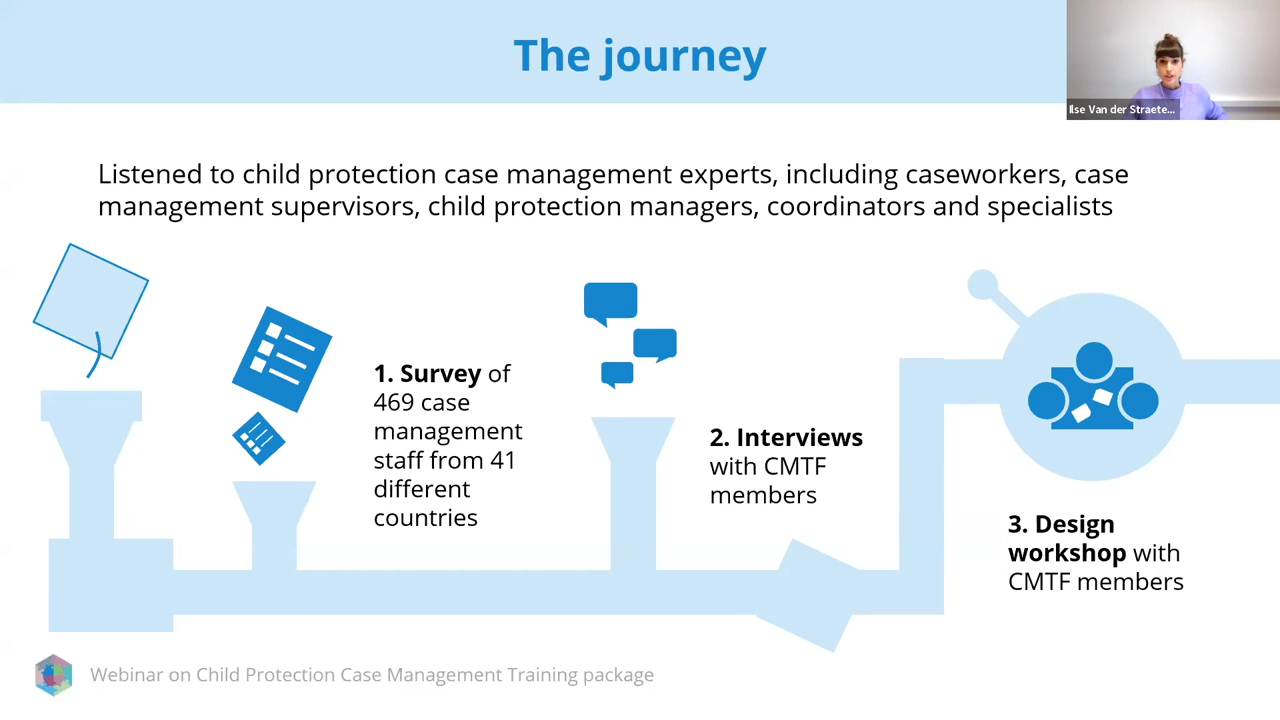 The journey
Ilse Van der Straete...
Listened to child protection case management experts, including caseworkers, case
management supervisors, child protection managers, coordinators and specialists
1. Survey of
469 case
management
staff from 41
different
countries
2. Interviews
with CMTF
members
3. Design
workshop with
CMTF members
Webinar on Child Protection Case Management Training package